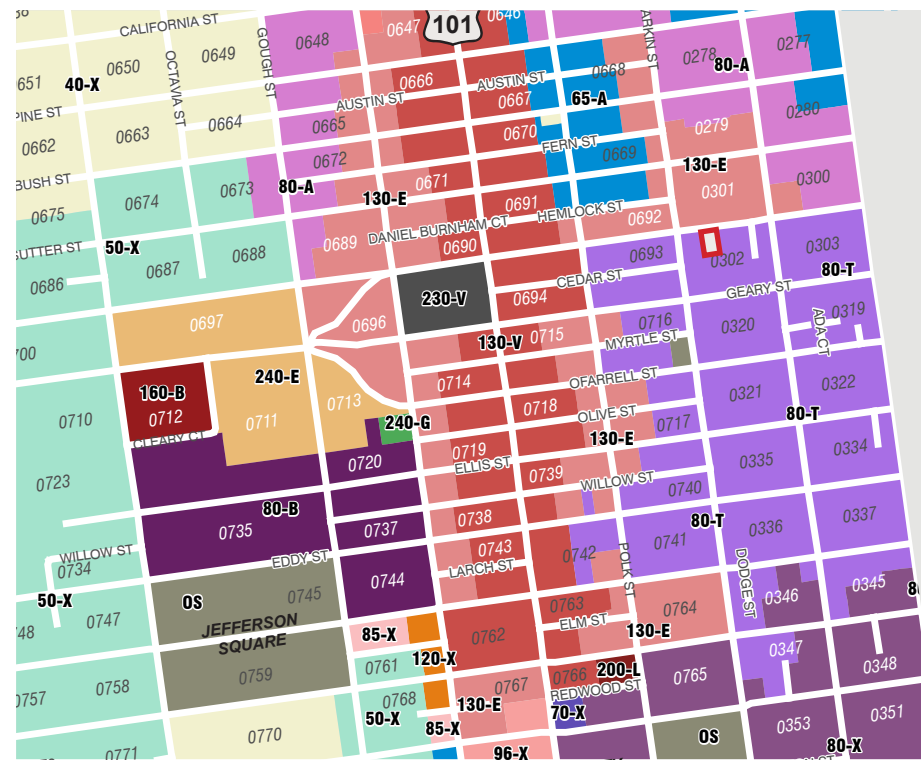 CALIFORNIA ST
0648
0647
101
0646
0277
0278
80-A
LARKIN ST
GOUGH ST
0649
0650
0651
40-X
OCTAVIA ST
0666
AUSTIN ST
0668
65-A
0667
AUSTIN ST
0280
PINE ST
0662
0663
0664
0665
0670
FERN ST
0279
0669
130-E
0672
0671
BUSH ST
0675
0674
0673
80-A
130-E
0691
HEMLOCK ST
0692
0301
0300
SUTTER ST
50-X
0688
0689
DANIEL BURNHAM CT
0690
0693
0302
0303
80-T
0686
0687
CEDAR ST
GEARY ST
230-V
0694
0697
0696
0716
0320
ADA CT
0319
130-V
0715
MYRTLE ST
0710
160-B
0712
240-E
0711
0713
0714
OFARRELL ST
0321
0322
80-T
240-G
0718
OLIVE ST
0717
130-E
CLEARY CT
0723
0720
0719
ELLIS ST
0739
WILLOW ST
0740
0335
0334
80-B
0735
0737
0738
80-T
0336
0337
WILLOW ST
0734
EDDY ST
0743
LARCH ST
0742
POLK ST
0741
DODGE ST
50-X
OS
0745
0744
0346
0345
JEFFERSON
SQUARE
0747
85-X
0762
0763
ELM ST
130-E
0764
0347
0348
0759
0761
120-X
0766
200-L
0765
0757
0758
0768
0767
REDWOOD ST
70-X
50-X
130-E
85-X
0770
0771
96-X
OS
0353
0351
80-X